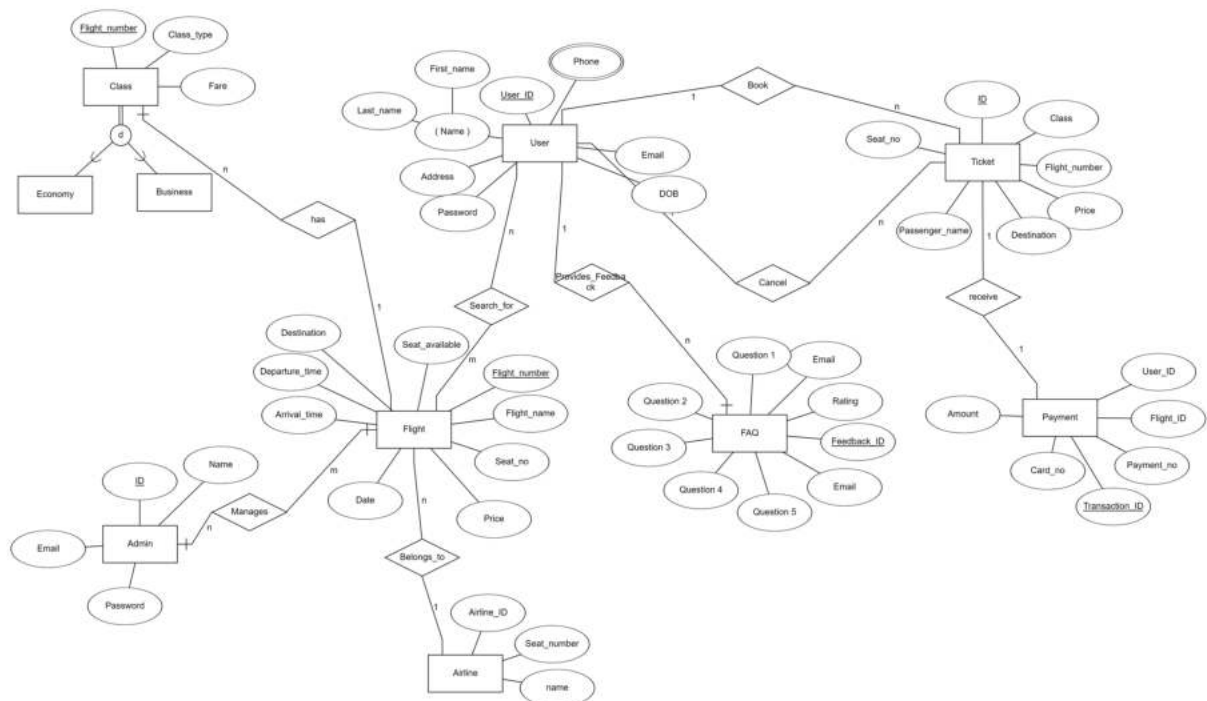 Flight_number
Class_type
Class
Fare
d
Economy
Business
n
has
1
First_name
Phone
Last_name
User_ID
( Name )
User
Email
Address
DOB
Password
1
Book
n
ID
Class
Seat_no
Ticket
Flight_number
Price
Passenger_name
Destination
n
Cancel
1
receive
1
n
Search_for
m
1
Provides_Feedba
ck
n
Destination
Seat_available
Departure_time
Flight_number
Arrival_time
Flight_name
Flight
Seat_no
Date
Price
Question 1
Email
Question 2
Rating
FAQ
Feedback_ID
Question 3
Question 4
Email
Question 5
User_ID
Amount
Payment
Flight_ID
Card_no
Payment_no
Transaction_ID
m
Manages
n
Name
ID
Email
Admin
Password
n
Belongs_to
1
Airline_ID
Seat_number
Airline
name